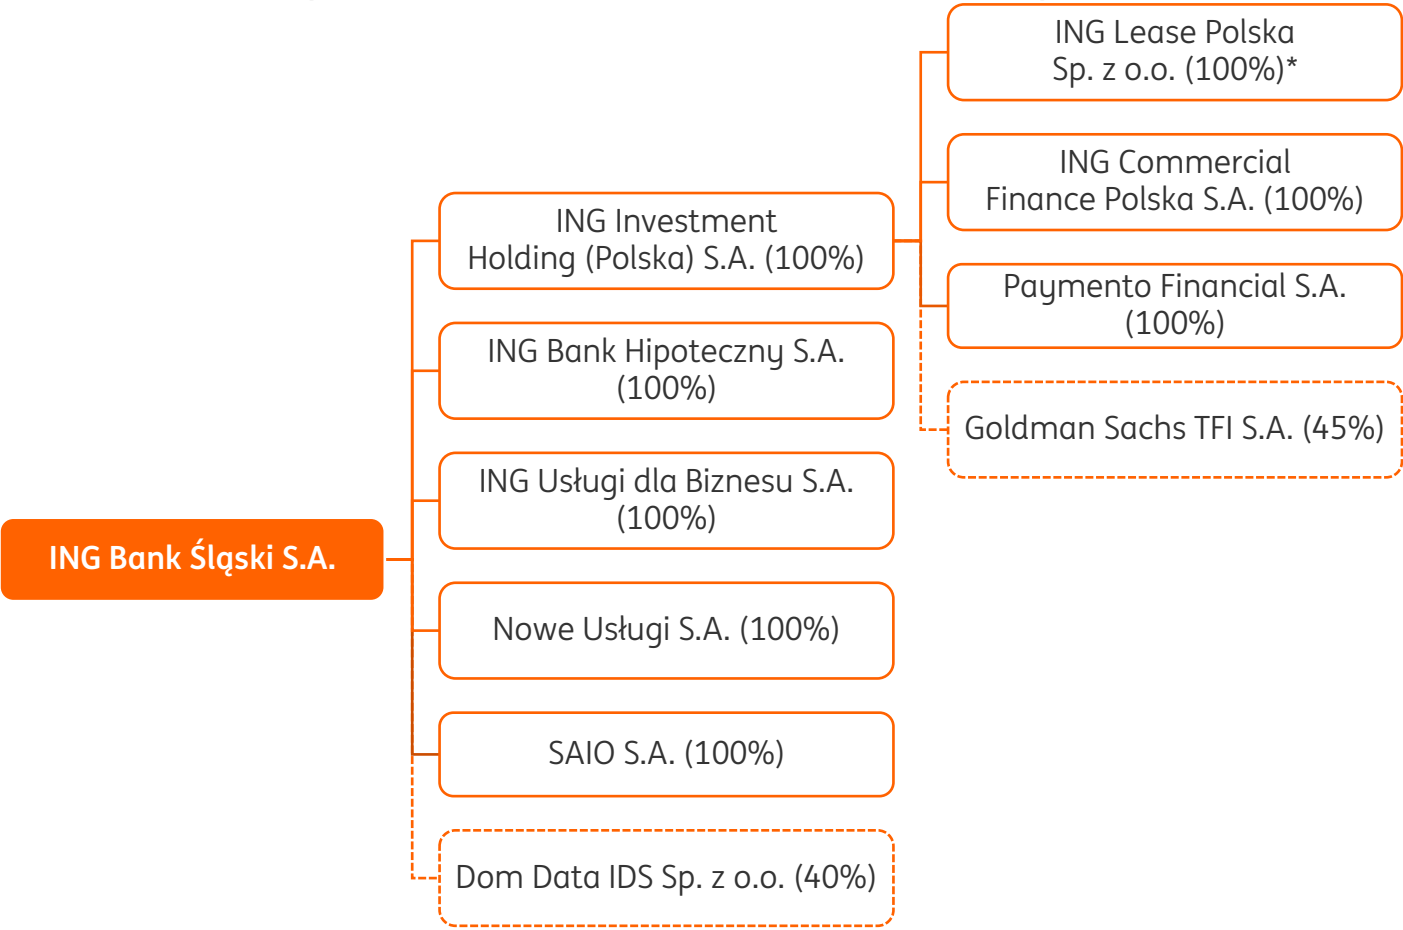 ING Bank Śląski S.A.
ING Investment
Holding (Polska) S.A. (100%)
ING Bank Hipoteczny S.A.
(100%)
ING Usługi dla Biznesu S.A.
(100%)
Nowe Usługi S.A. (100%)
SAIO S.A. (100%)
Dom Data IDS Sp. z o.o. (40%)
ING Lease Polska
Sp. z o.o. (100%)*
ING Commercial
Finance Polska S.A. (100%)
Paymento Financial S.A.
(100%)
Goldman Sachs TFI S.A. (45%)